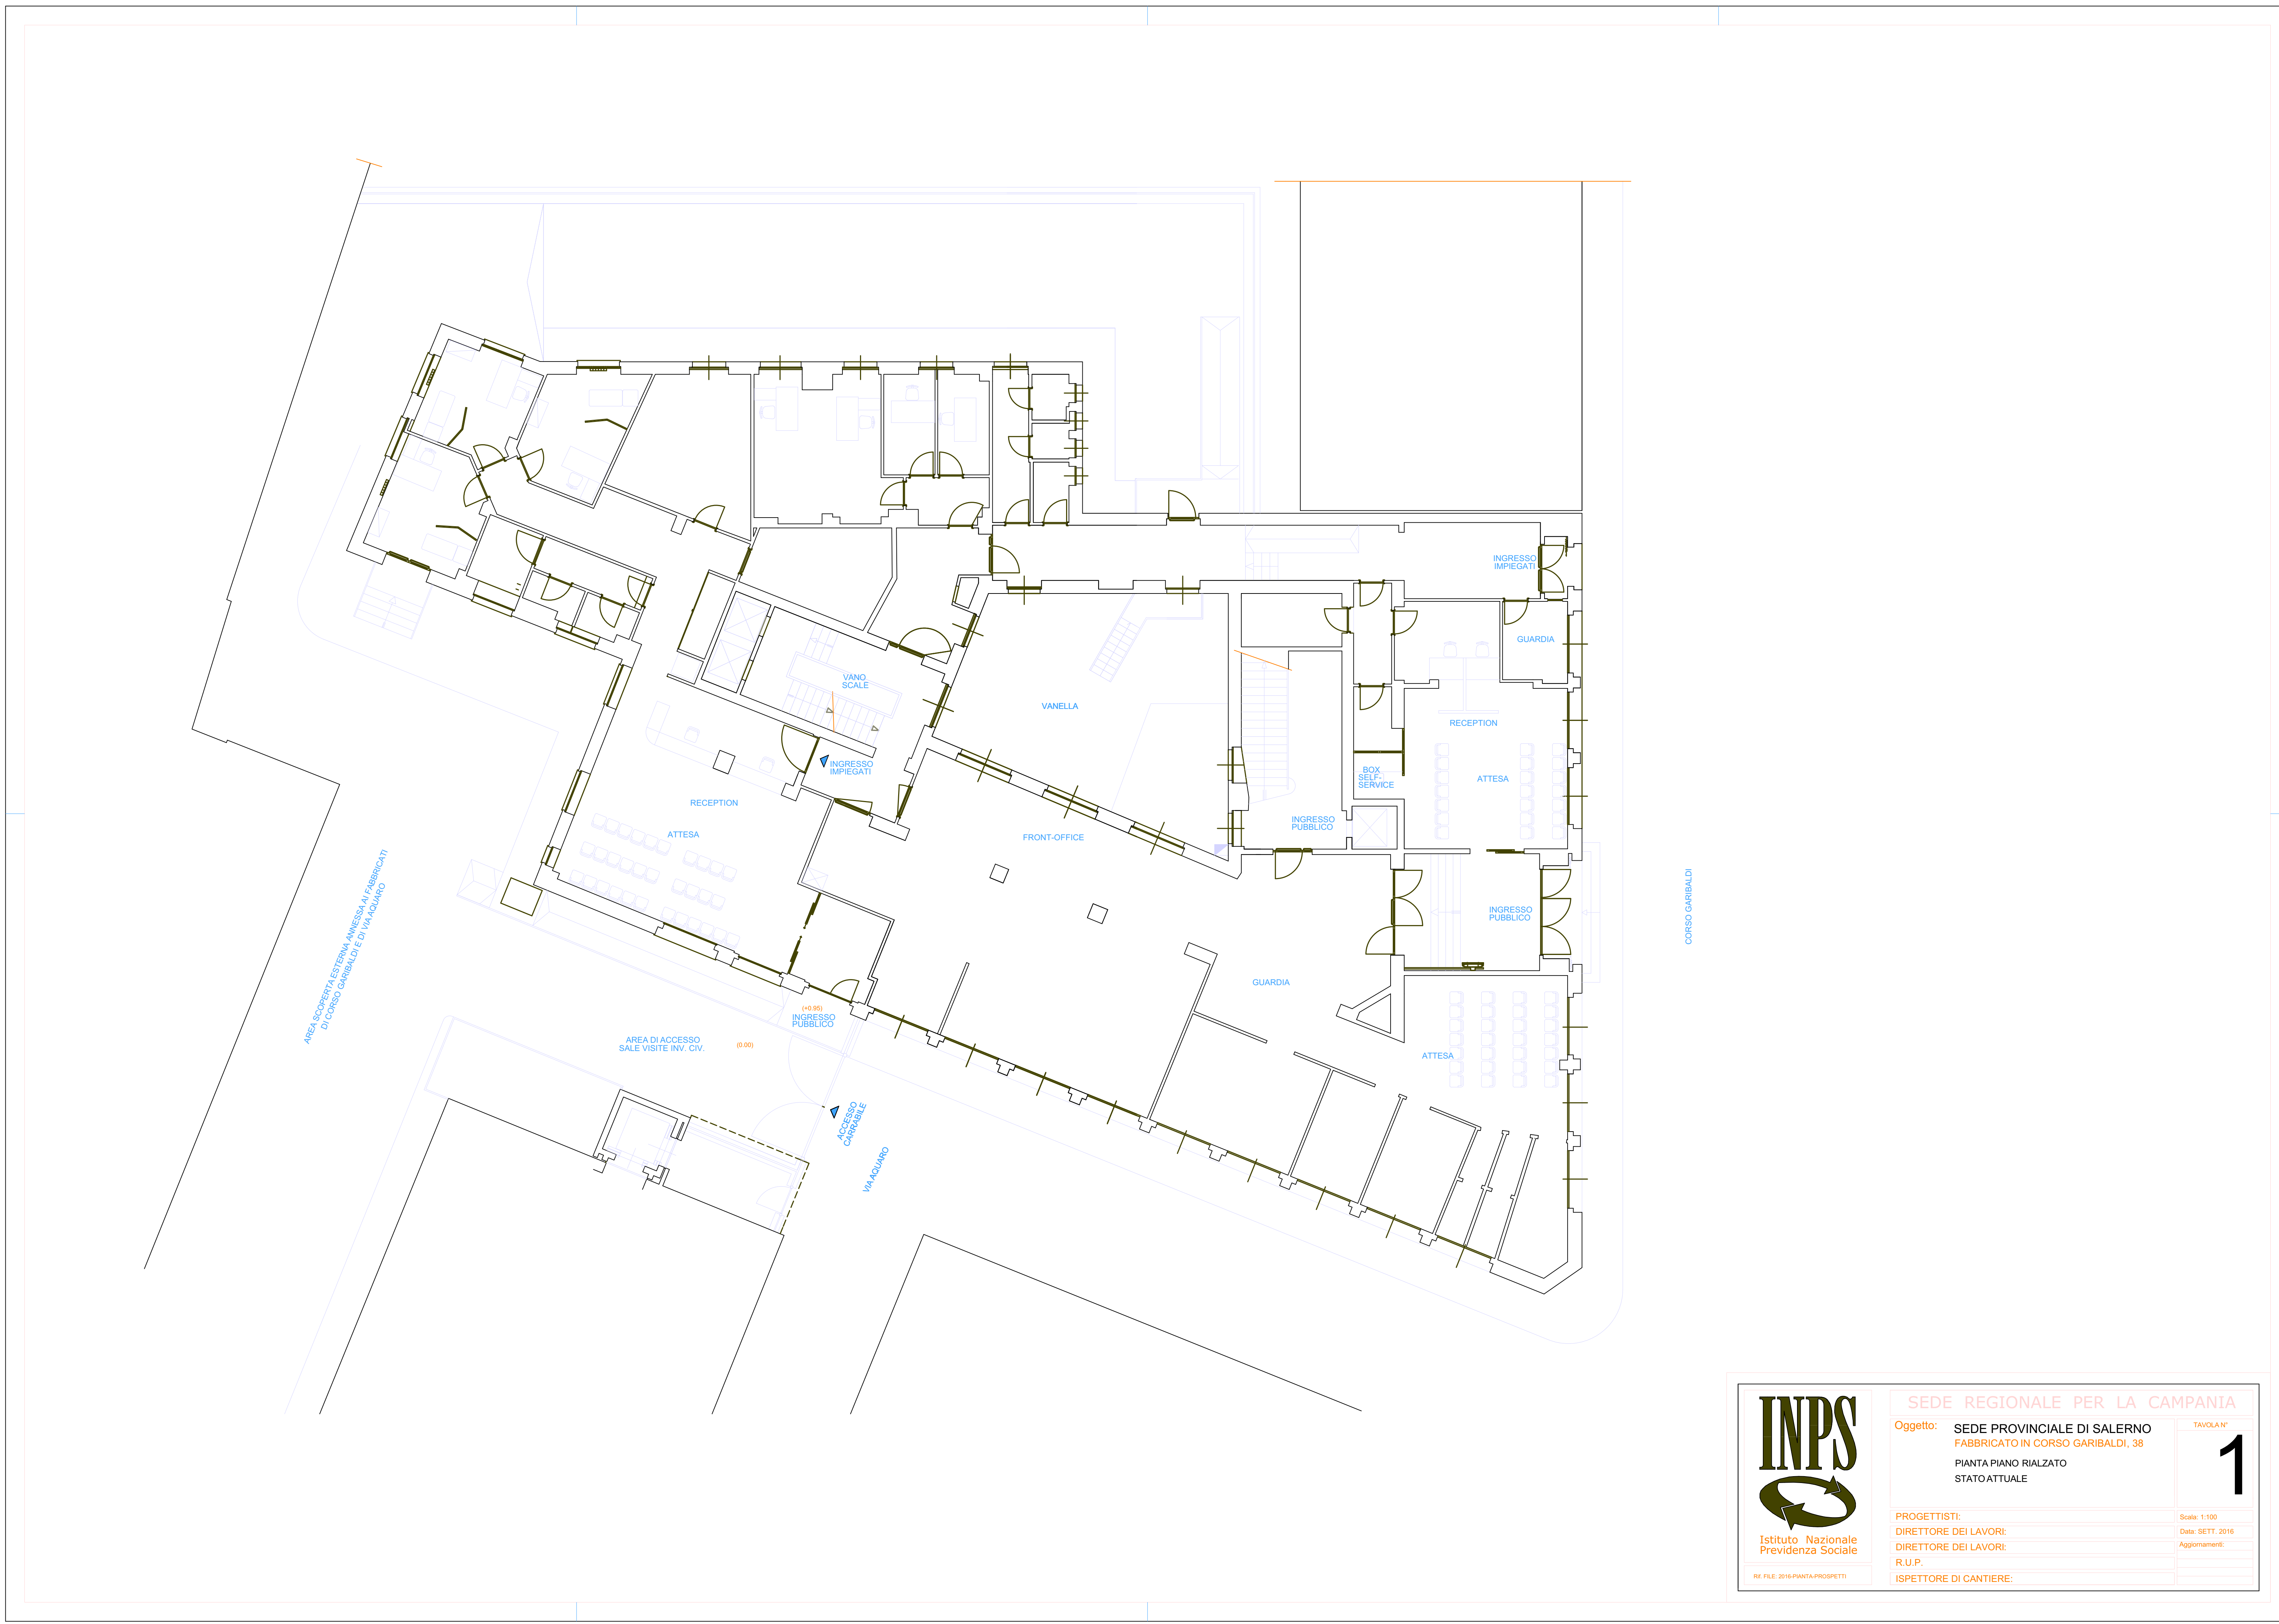 INGRESSO
IMPIEGATI
GUARDIA
VANO
SCALE
VANELLA
RECEPTION
INGRESSO
IMPIEGATI
BOX
SELF-
SERVICE
ATTESA
RECEPTION
INGRESSO
PUBBLICO
ATTESA
FRONT-OFFICE
CORSO GARIBALDI
INGRESSO
PUBBLICO
AREA SCOPERTA ESTERNA ANNESSA AI FABBRICATI
DI CORSO GARIBALDI E DI VIA AQUARO
GUARDIA
(+0.95)
INGRESSO
PUBBLICO
AREA DI ACCESSO
SALE VISITE INV. CIV.
(0.00)
ATTESA
ACCESSO
CARRABILE
VIA AQUARO
INPS
Istituto Nazionale
Previdenza Sociale
Rif. FILE: 2016-PIANTA-PROSPETTI
SEDE REGIONALE PER LA CAMPANIA
Oggetto:
SEDE PROVINCIALE DI SALERNO
FABBRICATO IN CORSO GARIBALDI, 38
PIANTA PIANO RIALZATO
STATO ATTUALE
TAVOLA N°
1
PROGETTISTI:
Scala: 1:100
DIRETTORE DEI LAVORI:
Data: SETT. 2016
DIRETTORE DEI LAVORI:
Aggiornamenti:
R.U.P.
ISPETTORE DI CANTIERE: